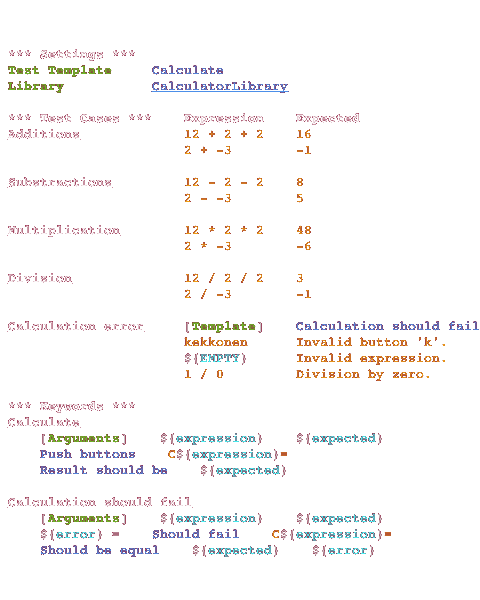 *** Settings ***
Test Template Calculate
Library CalculatorLibrary
*** Test Cases *** Expression Expected
Additions 12 + 2 + 2 16
2 + -3 -1
Substractions 12 - 2 - 2 8
2 - -3 5
Multiplication 12 * 2 * 2 48
2 * -3 -6
Division 12 / 2 / 2 3
2 / -3 -1
Calculation error [Template] Calculation should fail
kekkonen Invalid button 'k'.
${EMPTY} Invalid expression.
1 / 0 Division by zero.
*** Keywords ***
Calculate
[Arguments] ${expression} ${expected}
Push buttons C${expression}=
Result should be ${expected}
Calculation should fail
[Arguments] ${expression} ${expected}
${error} = Should fail C${expression}=
Should be equal ${expected} ${error}